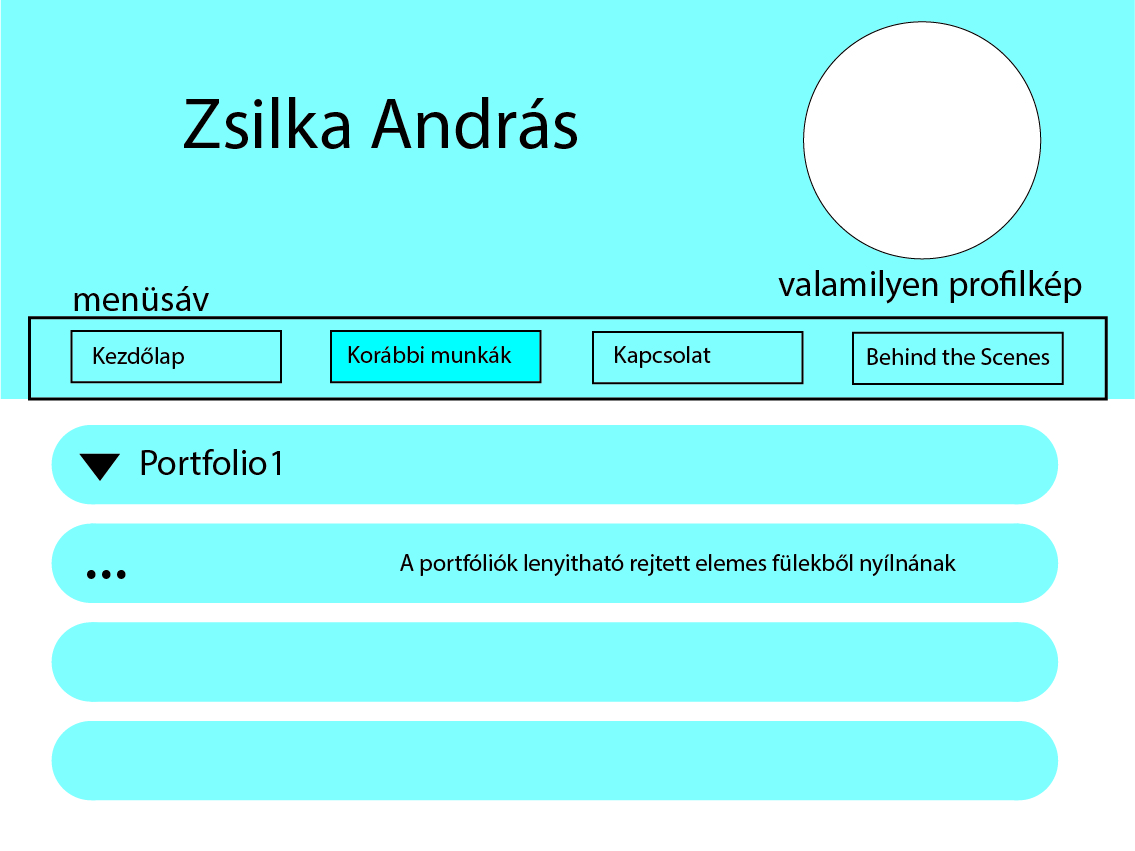 Zsilka András
valamilyen profilkép
menüsáv
Kezdőlap
Korábbi munkák
Kapcsolat
Behind the Scenes
Portfolio1
...
A portfóliók lenyitható rejtett elemes fülekből nyílnának